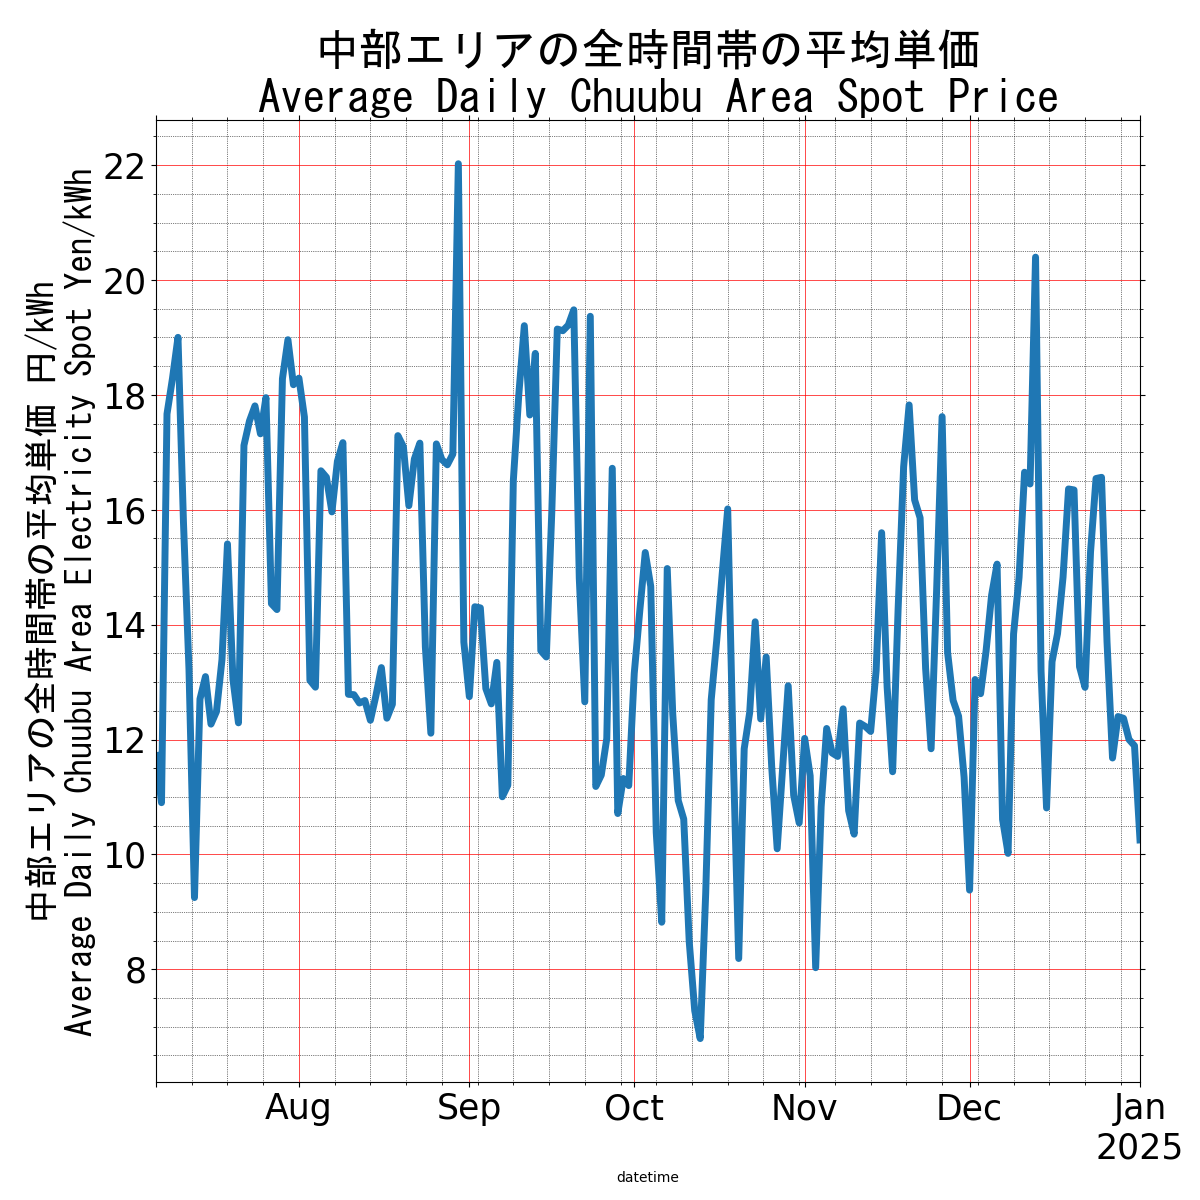 中部エリアの全時間帯の平均単価
Average Daily Chuubu Area Spot Price
中部エリアの全時間帯の平均単価 円/kWh
Average Daily Chuubu Area Electricity Spot Yen/kWh
22
20
18
16
14
12
10
8
Aug
Sep
Oct
Nov
Dec
Jan
2025
datetime